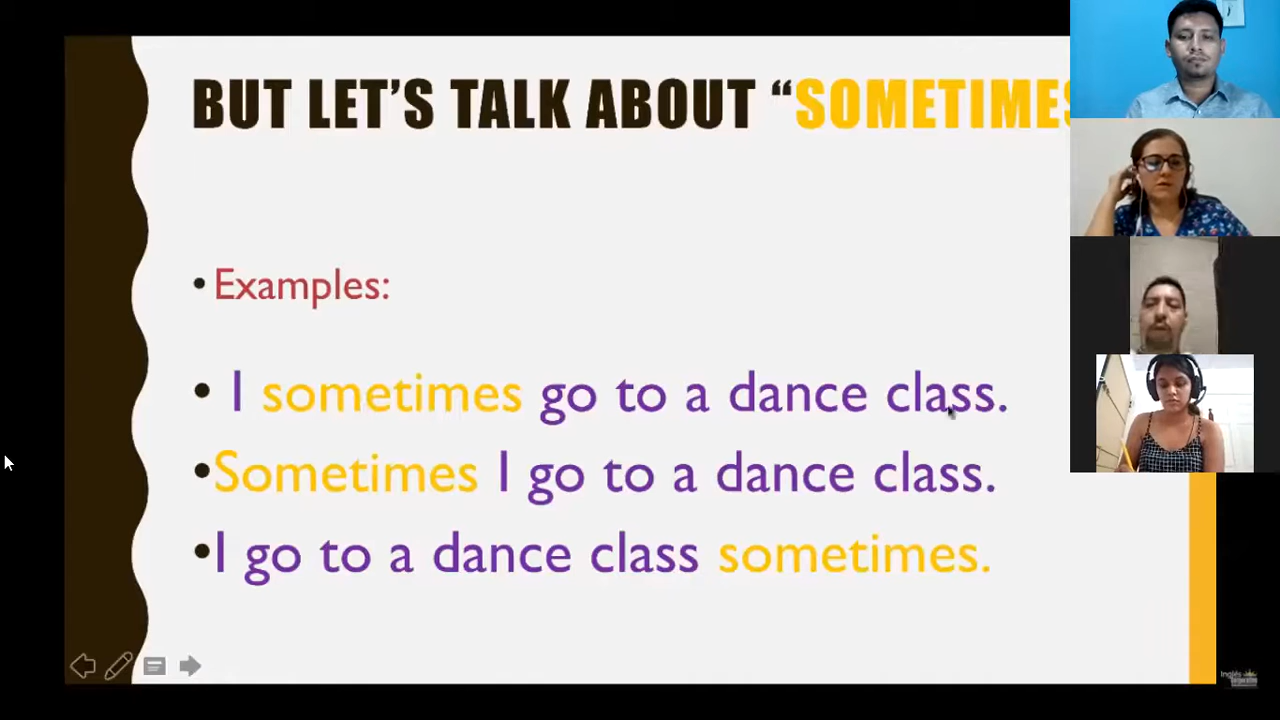 BUT LET'S TALK ABOUT “SOMETIMES
• Examples:
• I sometimes go to a dance class.
•Sometimes I go to a dance class.
•I go to a dance class sometimes.
Inglés